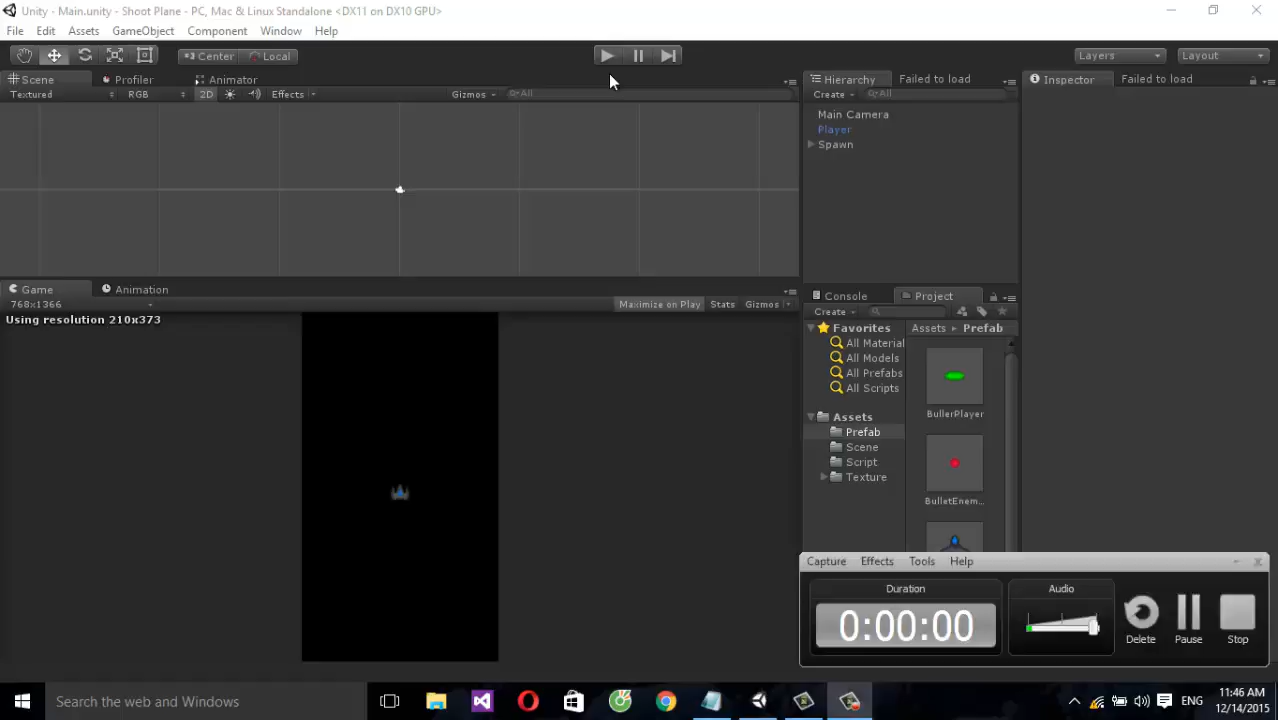 Unity - Main.unity - Shoot Plane - PC, Mac & Linux Standalone <DX11 on DX10 GPU>
File Edit Assets GameObject Component Window Help
Center Local Layers Layout
Scene Profiler Animator Hierarchy Failed to load Inspector Failed to load
Textured RGB 2D Effects Gizmos All Create All
Main Camera
Player
Spawn
Game Animation Console Project
768x1366 Maximize on Play Stats Gizmos Create
Using resolution 210x373
Favorites Assets Prefab
All Material
All Models
All Prefabs
All Scripts
BullerPlayer
Assets
Prefab
Scene
Script
Texture
BulletEnem...
Capture Effects Tools Help
Duration Audio
0:00:00
Delete Pause Stop
Search the web and Windows ENG 11:46 AM
12/14/2015